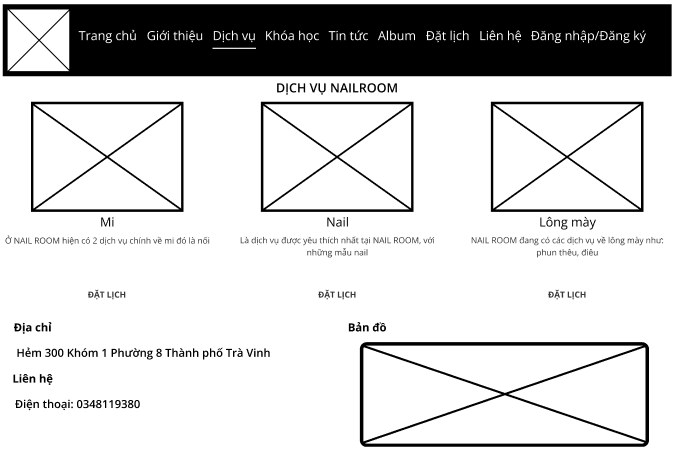 Trang chủ Giới thiệu Dịch vụ Khóa học Tin tức Album Đặt lịch Liên hệ Đăng nhập/Đăng ký
DỊCH VỤ NAILROOM
Mi
Ở NAIL ROOM hiện có 2 dịch vụ chính về mi đó là nối
Nail
Là dịch vụ được yêu thích nhất tại NAIL ROOM, với
những mẫu nail
Lông mày
NAIL ROOM đang có các dịch vụ về lông mày như:
phun thêu, điêu
ĐẶT LỊCH
ĐẶT LỊCH
ĐẶT LỊCH
Địa chỉ
Hẻm 300 Khóm 1 Phường 8 Thành phố Trà Vinh
Liên hệ
Điện thoại: 0348119380
Bản đồ